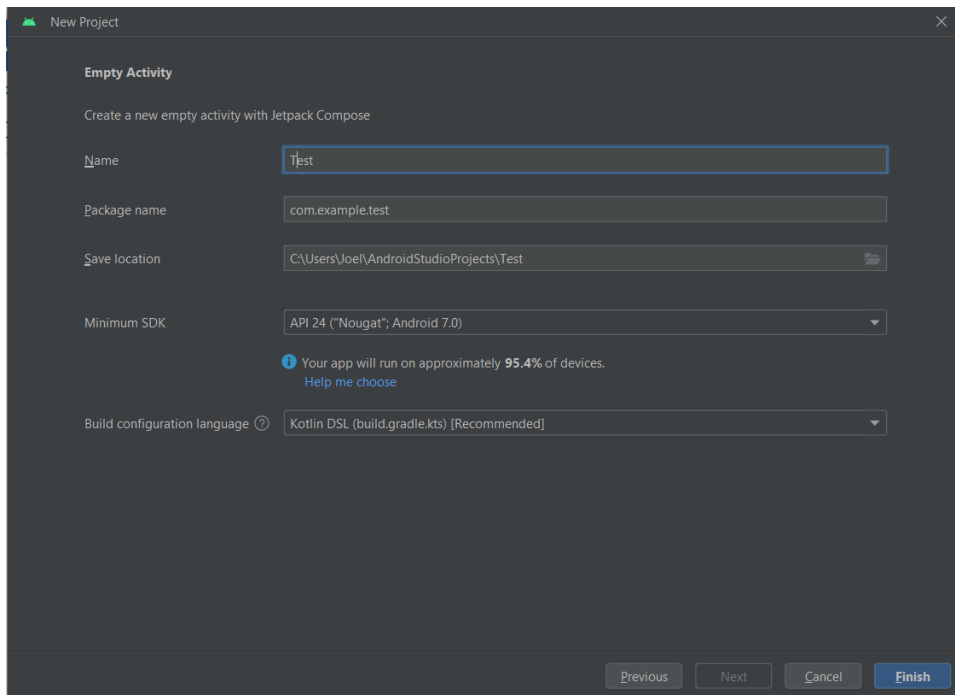 New Project
Empty Activity
Create a new empty activity with Jetpack Compose
Name Test
Package name com.example.test
Save location C:\Users\Joel\AndroidStudioProjects\Test
Minimum SDK API 24 ("Nougat"; Android 7.0)
Your app will run on approximately 95.4% of devices.
Help me choose
Build configuration language ? Kotlin DSL (build.gradle.kts) [Recommended]
Previous Next Cancel Finish